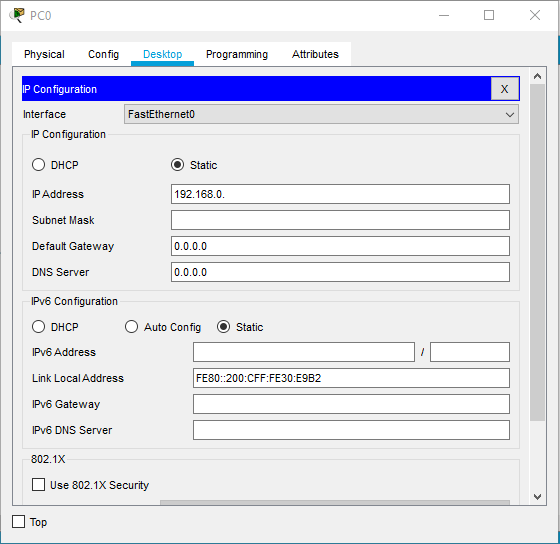 PC0
Physical Config Desktop Programming Attributes
IP Configuration X
Interface FastEthernet0
IP Configuration
DHCP Static
IP Address 192.168.0.
Subnet Mask
Default Gateway 0.0.0.0
DNS Server 0.0.0.0
IPv6 Configuration
DHCP Auto Config Static
IPv6 Address /
Link Local Address FE80::200:CFF:FE30:E9B2
IPv6 Gateway
IPv6 DNS Server
802.1X
Use 802.1X Security
Top